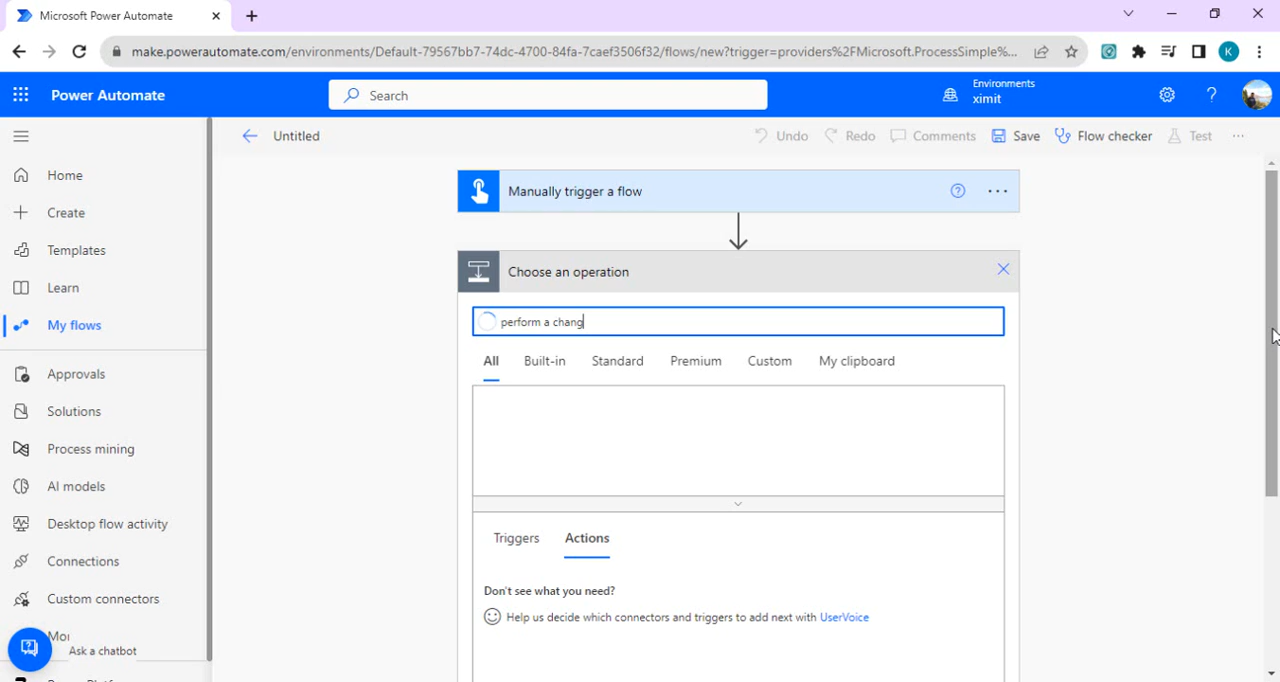 Microsoft Power Automate
make.powerautomate.com/environments/Default-79567bb7-74dc-4700-84fa-7caef3506f32/flows/new?trigger=providers%2FMicrosoft.ProcessSimple%...
K
Power Automate
Search
Environments
ximit
Untitled
Undo
Redo
Comments
Save
Flow checker
Test
Home
Create
Templates
Learn
My flows
Approvals
Solutions
Process mining
AI models
Desktop flow activity
Connections
Custom connectors
Mor
Ask a chatbot
Manually trigger a flow
Choose an operation
perform a chang
All
Built-in
Standard
Premium
Custom
My clipboard
Triggers
Actions
Don't see what you need?
Help us decide which connectors and triggers to add next with UserVoice